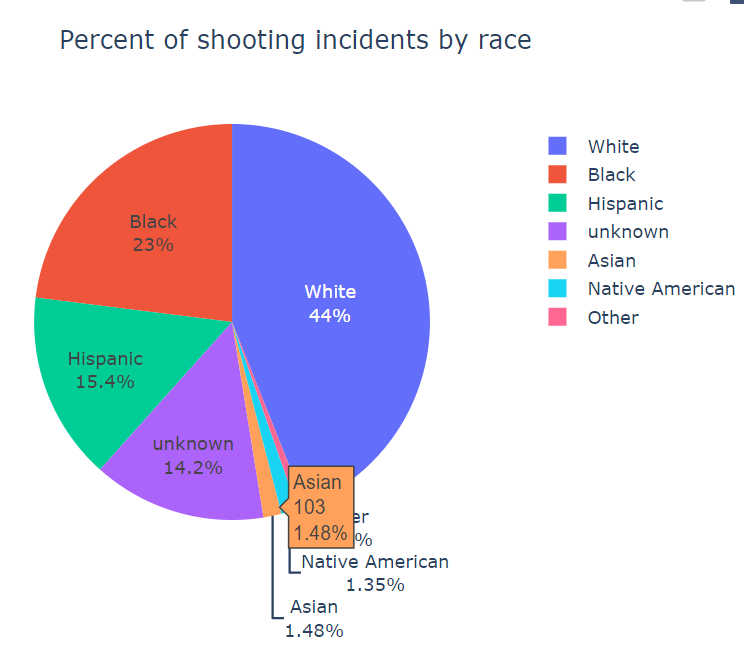 Percent of shooting incidents by race
White
Black
Hispanic
unknown
Asian
Native American
Other
Black
23%
White
44%
Hispanic
15.4%
unknown
14.2%
Asian
103
1.48%
Native American
1.35%
Asian
1.48%